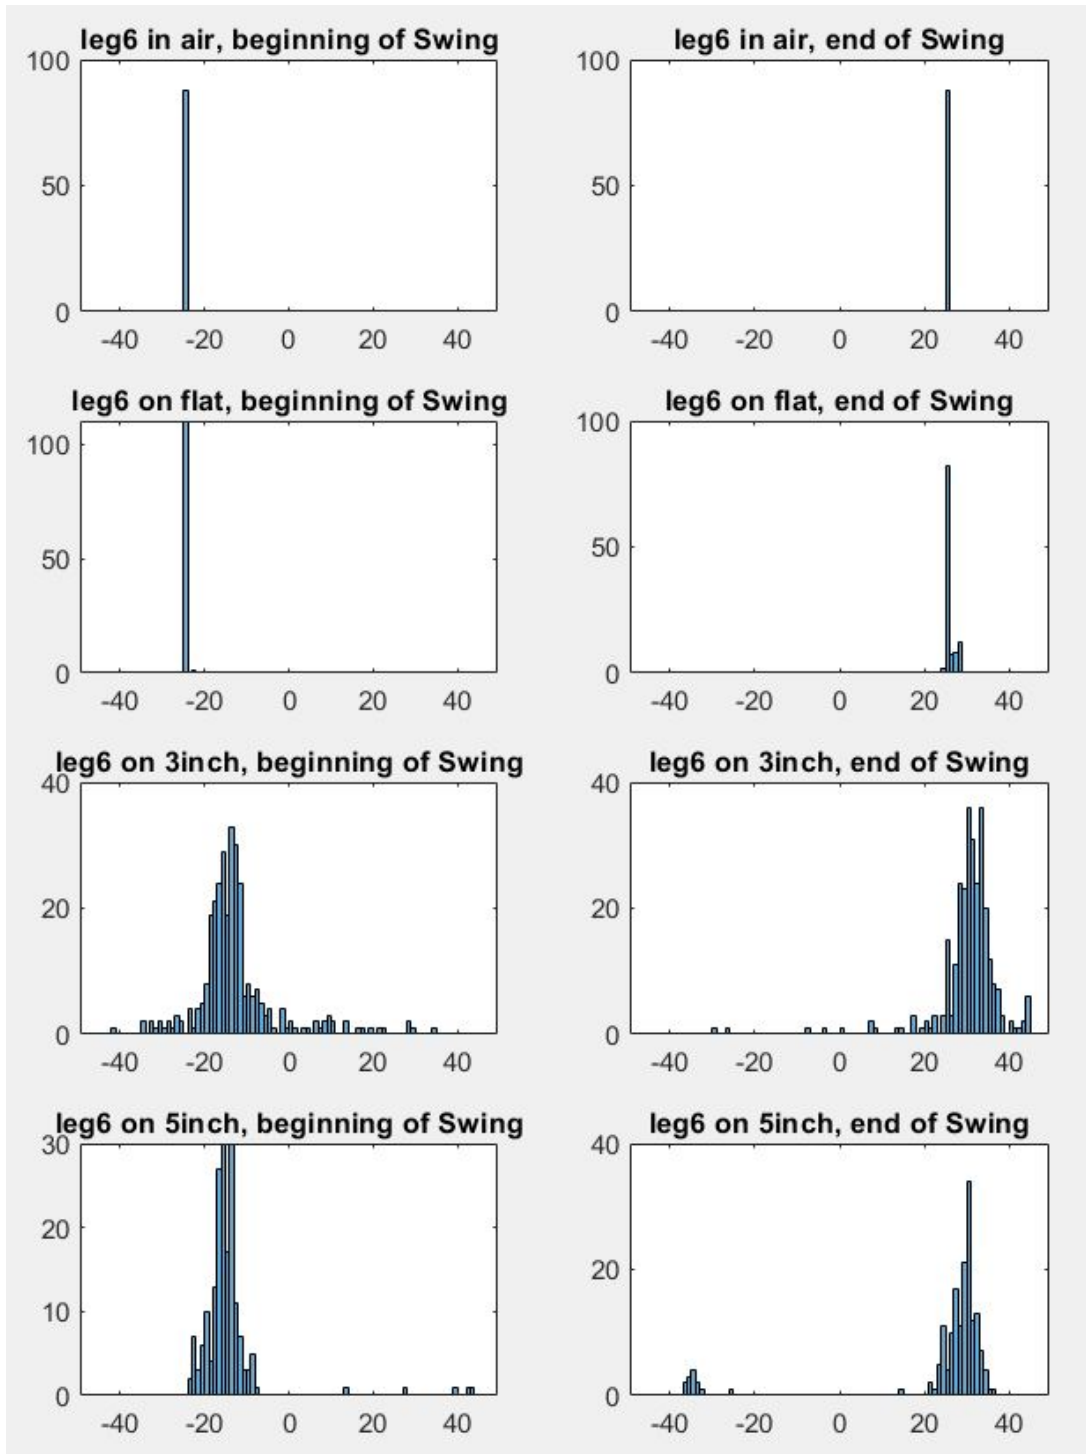 leg6 in air, beginning of Swing
100
50
0
-40 -20 0 20 40
leg6 in air, end of Swing
100
50
0
-40 -20 0 20 40
leg6 on flat, beginning of Swing
100
50
0
-40 -20 0 20 40
leg6 on flat, end of Swing
100
50
0
-40 -20 0 20 40
leg6 on 3inch, beginning of Swing
40
20
0
-40 -20 0 20 40
leg6 on 3inch, end of Swing
40
20
0
-40 -20 0 20 40
leg6 on 5inch, beginning of Swing
30
20
10
0
-40 -20 0 20 40
leg6 on 5inch, end of Swing
40
20
0
-40 -20 0 20 40